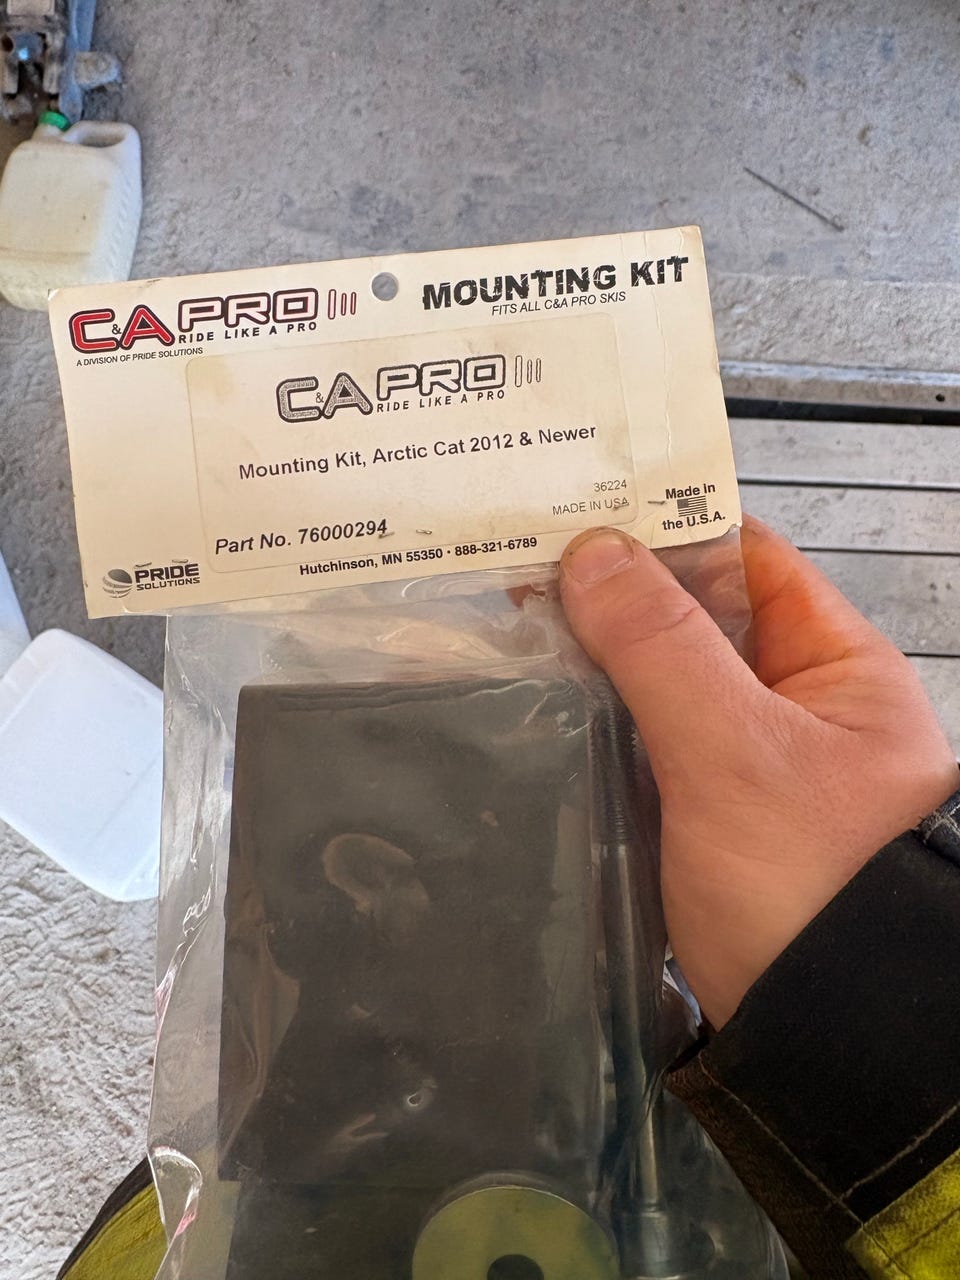 C&A PRO
RIDE LIKE A PRO
A DIVISION OF PRIDE SOLUTIONS
MOUNTING KIT
FITS ALL C&A PRO SKIS
C&A PRO
RIDE LIKE A PRO
Mounting Kit, Arctic Cat 2012 & Newer
36224
MADE IN USA
Part No. 76000294
Made in
the U.S.A.
PRIDE
SOLUTIONS
Hutchinson, MN 55350 • 888-321-6789